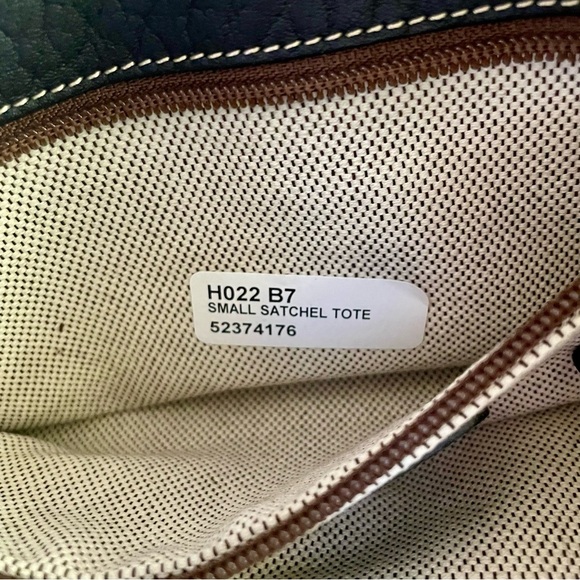 H022 B7
SMALL SATCHEL TOTE
52374176